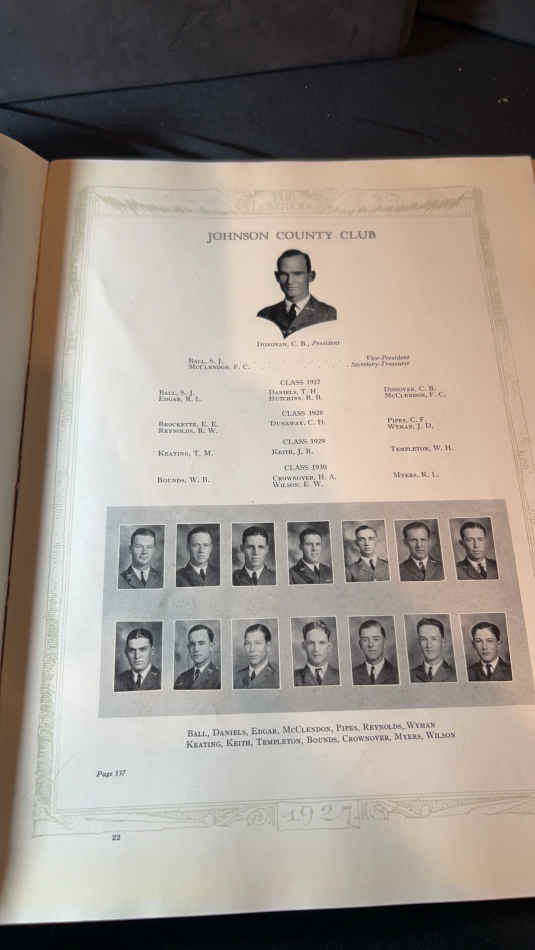 JOHNSON COUNTY CLUB
DONOVAN, C. B., President
BALL, S. J. Vice-President
MCCLENDON, F. C. . . . . . . . . Secretary-Treasurer
CLASS 1927
BALL, S. J. DANIELS, T. H. DONOVAN, C. B.
EDGAR, R. L. HUTCHINS, R. B. MCCLENDON, F. C.
CLASS 1928
BROCKETTE, E. E. DUNAWAY, C. D. PIPES, C. F.
REYNOLDS, R. W. WYMAN, J. D.
CLASS 1929
KEATING, T. M. KEITH, J. R. TEMPLETON, W. H.
CLASS 1930
BOUNDS, W. B. CROWNOVER, H. A. MYERS, K. L.
WILSON, E. W.
BALL, DANIELS, EDGAR, MCCLENDON, PIPES, REYNOLDS, WYMAN
KEATING, KEITH, TEMPLETON, BOUNDS, CROWNOVER, MYERS, WILSON
Page 337
1927
22